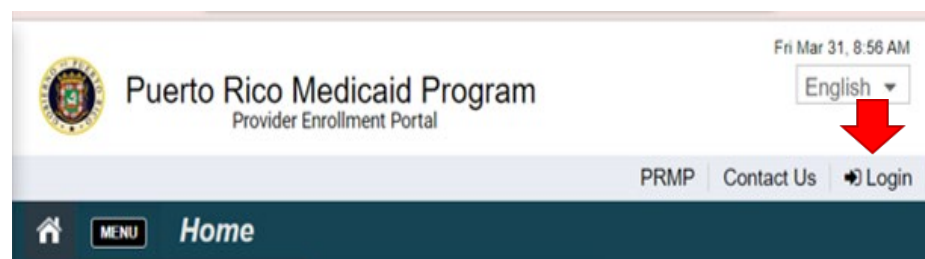 Fri Mar 31, 8:56 AM
Puerto Rico Medicaid Program
English
Provider Enrollment Portal
PRMP Contact Us Login
MENU Home